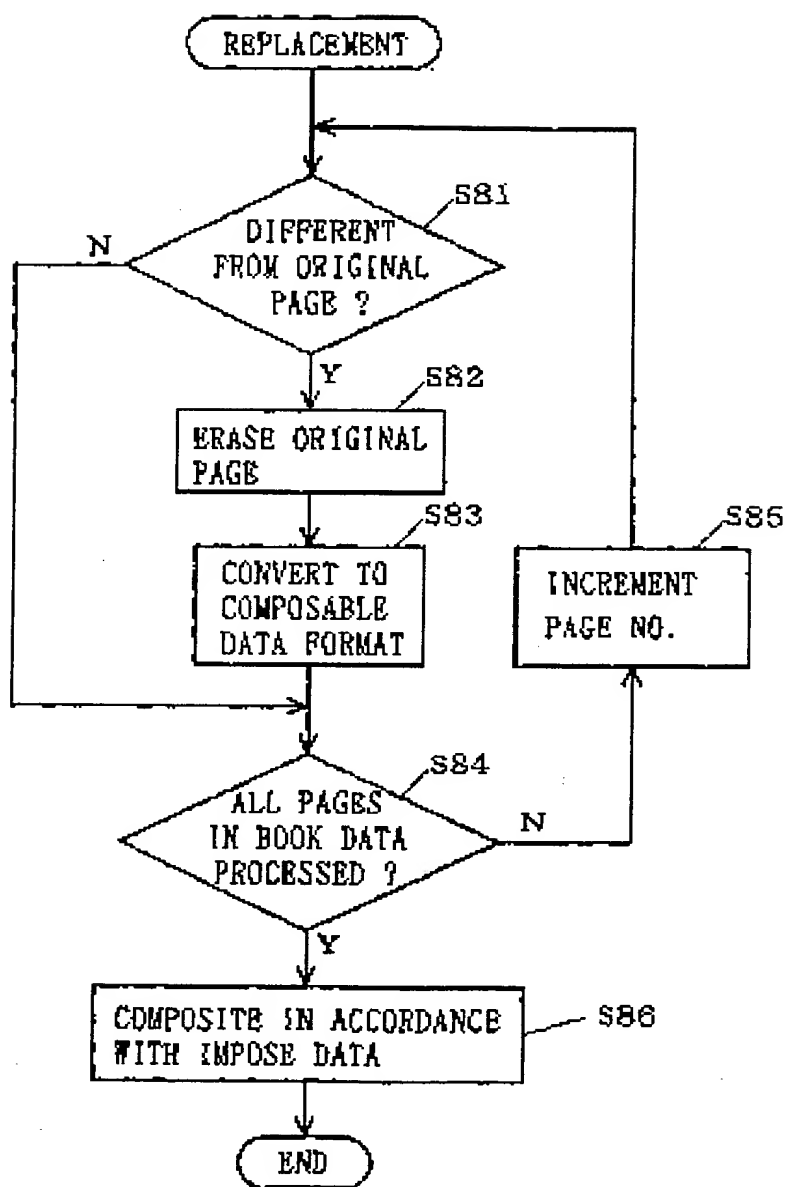 REPLACEMENT
S81
N
DIFFERENT
FROM ORIGINAL
PAGE ?
Y
S82
ERASE ORIGINAL
PAGE
S83
CONVERT TO
COMPOSABLE
DATA FORMAT
S85
INCREMENT
PAGE NO.
S84
ALL PAGES
IN BOOK DATA
PROCESSED ?
N
Y
COMPOSITE IN ACCORDANCE
WITH IMPOSE DATA
S86
END